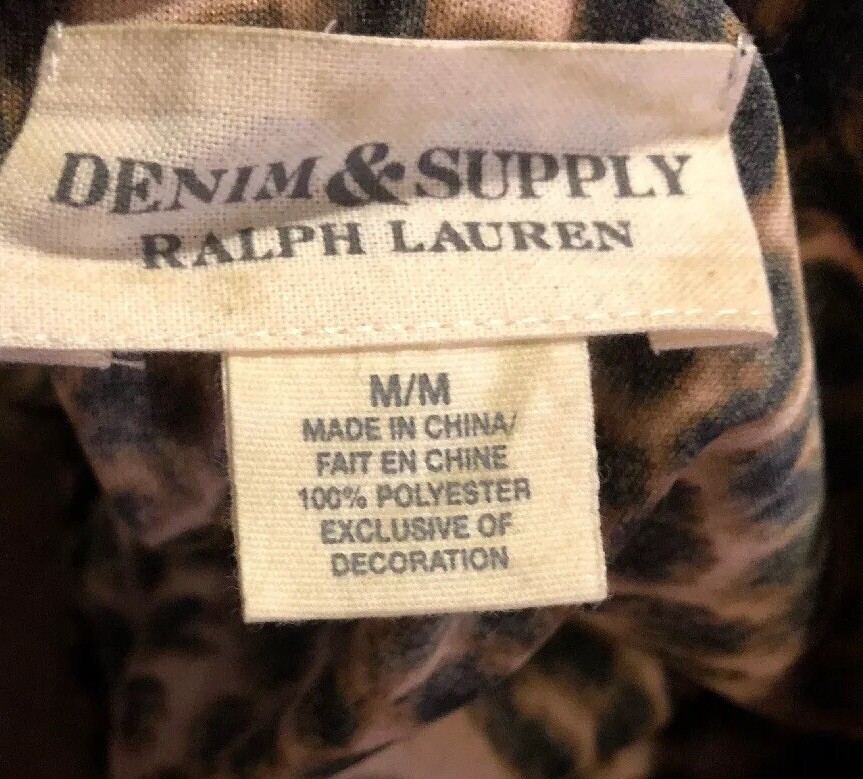 DENIM & SUPPLY
RALPH LAUREN
M/M
MADE IN CHINA/
FAIT EN CHINE
100% POLYESTER
EXCLUSIVE OF
DECORATION